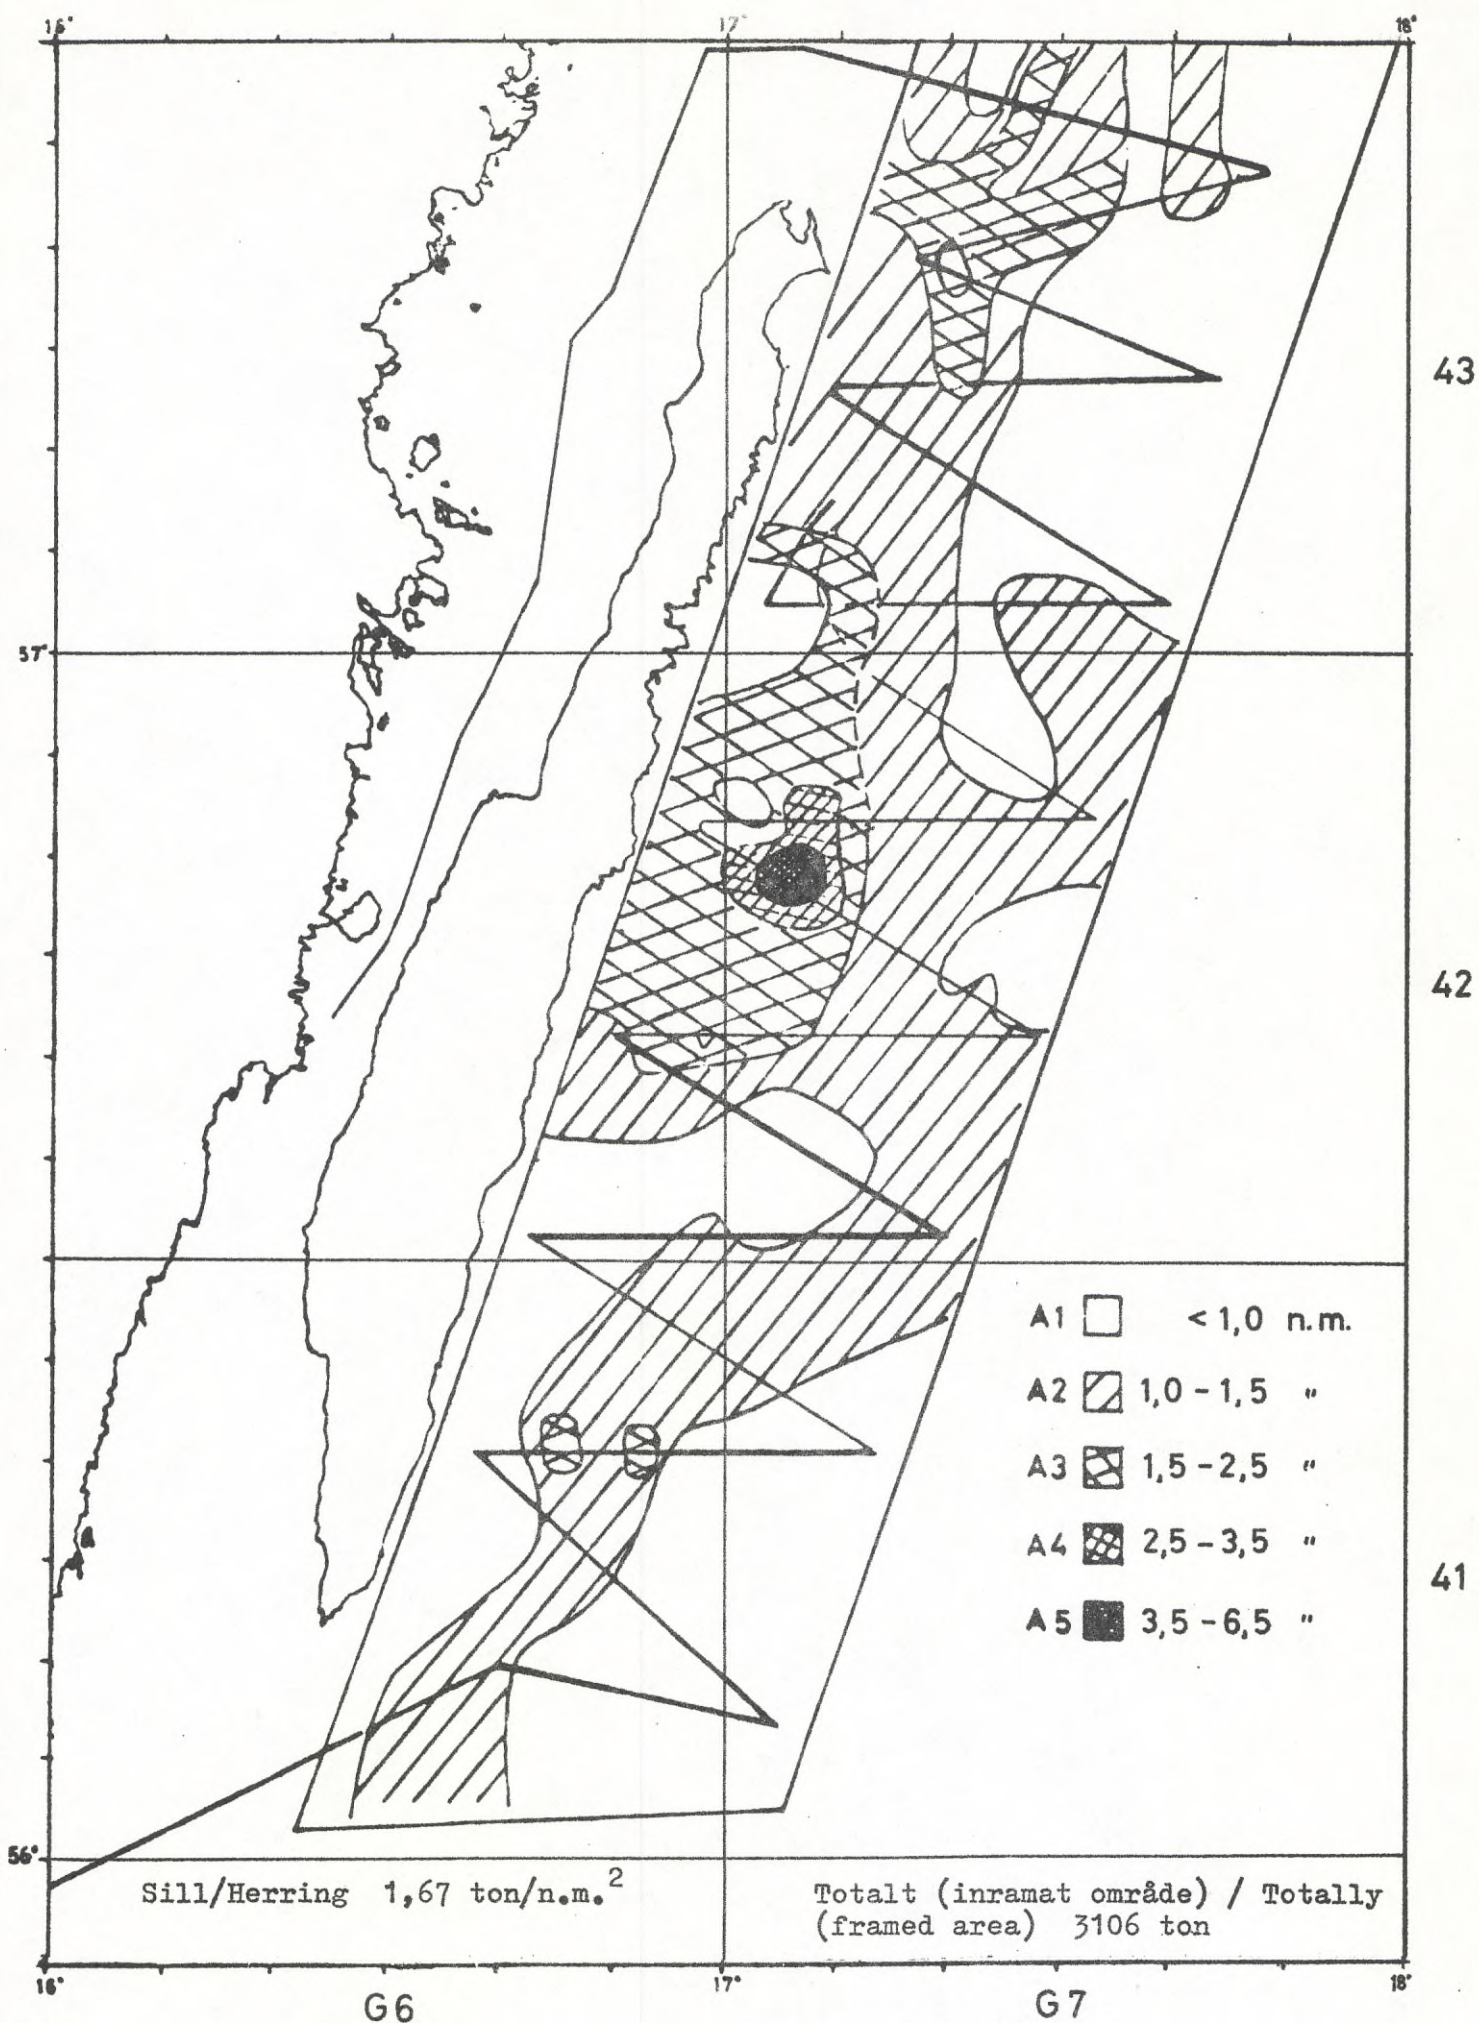 16° 17° 18°
43
57°
42
A1 < 1,0 n.m.
A2 1,0 - 1,5 "
A3 1,5 - 2,5 "
A4 2,5 - 3,5 "
A5 3,5 - 6,5 "
41
56°
Sill/Herring 1,67 ton/n.m.²
Totalt (inramat område) / Totally
(framed area) 3106 ton
16° 17° 18°
G6 G7